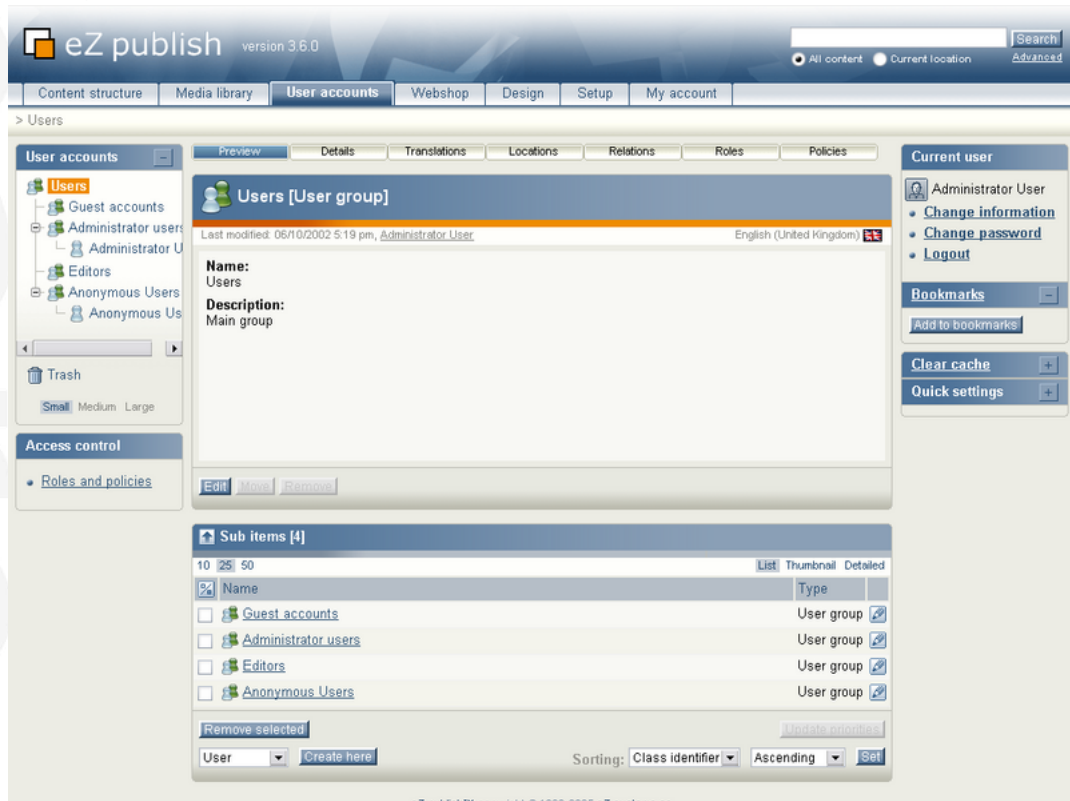 eZ publish version 3.6.0
Search
All content Current location Advanced
Content structure Media library User accounts Webshop Design Setup My account
> Users
User accounts
Users
Guest accounts
Administrator users
Administrator U
Editors
Anonymous Users
Anonymous Us
Trash
Small Medium Large
Access control
Roles and policies
Preview Details Translations Locations Relations Roles Policies
Users [User group]
Last modified: 06/10/2002 5:19 pm, Administrator User English (United Kingdom)
Name:
Users
Description:
Main group
Edit Move Remove
Sub items [4]
10 25 50 List Thumbnail Detailed
Name Type
Guest accounts User group
Administrator users User group
Editors User group
Anonymous Users User group
Remove selected Update priorities
User Create here Sorting: Class identifier Ascending Set
Current user
Administrator User
Change information
Change password
Logout
Bookmarks
Add to bookmarks
Clear cache
Quick settings